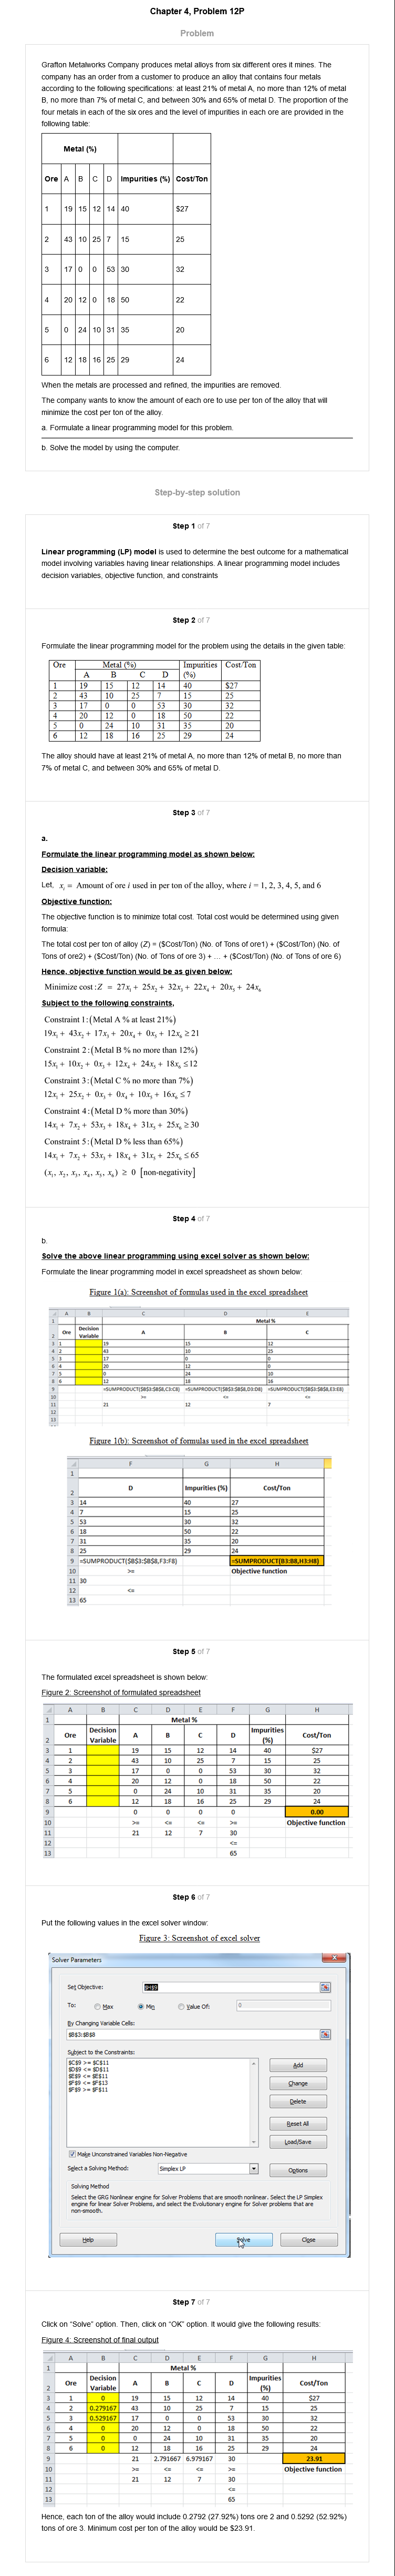 Chapter 4, Problem 12P
Problem
Grafton Metalworks Company produces metal alloys from six different ores it mines. The
company has an order from a customer to produce an alloy that contains four metals
according to the following specifications: at least 21% of metal A, no more than 12% of metal
B, no more than 7% of metal C, and between 30% and 65% of metal D. The proportion of the
four metals in each of the six ores and the level of impurities in each ore are provided in the
following table:
Metal (%)
Ore A B C D Impurities (%) Cost/Ton
1 19 15 12 14 40 $27
2 43 10 25 7 15 25
3 17 0 0 53 30 32
4 20 12 0 18 50 22
5 0 24 10 31 35 20
6 12 18 16 25 29 24
When the metals are processed and refined, the impurities are removed.
The company wants to know the amount of each ore to use per ton of the alloy that will
minimize the cost per ton of the alloy.
a. Formulate a linear programming model for this problem.
b. Solve the model by using the computer.
Step-by-step solution
Step 1 of 7
Linear programming (LP) model is used to determine the best outcome for a mathematical
model involving variables having linear relationships. A linear programming model includes
decision variables, objective function, and constraints
Step 2 of 7
Formulate the linear programming model for the problem using the details in the given table:
Ore Metal (%) Impurities Cost/Ton
A B C D (%)
1 19 15 12 14 40 $27
2 43 10 25 7 15 25
3 17 0 0 53 30 32
4 20 12 0 18 50 22
5 0 24 10 31 35 20
6 12 18 16 25 29 24
The alloy should have at least 21% of metal A, no more than 12% of metal B, no more than
7% of metal C, and between 30% and 65% of metal D.
Step 3 of 7
a.
Formulate the linear programming model as shown below:
Decision variable:
Let, xᵢ = Amount of ore i used in per ton of the alloy, where i = 1, 2, 3, 4, 5, and 6
Objective function:
The objective function is to minimize total cost. Total cost would be determined using given
formula:
The total cost per ton of alloy (Z) = ($Cost/Ton) (No. of Tons of ore1) + ($Cost/Ton) (No. of
Tons of ore2) + ($Cost/Ton) (No. of Tons of ore 3) + ... + ($Cost/Ton) (No. of Tons of ore 6)
Hence, objective function would be as given below:
Minimize cost : Z = 27x₁ + 25x₂ + 32x₃ + 22x₄ + 20x₅ + 24x₆
Subject to the following constraints,
Constraint 1: (Metal A % at least 21%)
19x₁ + 43x₂ + 17x₃ + 20x₄ + 0x₅ + 12x₆ ≥ 21
Constraint 2: (Metal B % no more than 12%)
15x₁ + 10x₂ + 0x₃ + 12x₄ + 24x₅ + 18x₆ ≤ 12
Constraint 3: (Metal C % no more than 7%)
12x₁ + 25x₂ + 0x₃ + 0x₄ + 10x₅ + 16x₆ ≤ 7
Constraint 4: (Metal D % more than 30%)
14x₁ + 7x₂ + 53x₃ + 18x₄ + 31x₅ + 25x₆ ≥ 30
Constraint 5: (Metal D % less than 65%)
14x₁ + 7x₂ + 53x₃ + 18x₄ + 31x₅ + 25x₆ ≤ 65
(x₁, x₂, x₃, x₄, x₅, x₆) ≥ 0 [non-negativity]
Step 4 of 7
b.
Solve the above linear programming using excel solver as shown below:
Formulate the linear programming model in excel spreadsheet as shown below:
Figure 1(a): Screenshot of formulas used in the excel spreadsheet
A B C D E
1 Metal %
2 Ore Decision Variable A B C
3 1 19 15 12
4 2 43 10 25
5 3 17 0 0
6 4 20 12 0
7 5 0 24 10
8 6 12 18 16
9 =SUMPRODUCT($B$3:$B$8,C3:C8) =SUMPRODUCT($B$3:$B$8,D3:D8) =SUMPRODUCT($B$3:$B$8,E3:E8)
10 >= <= <=
11 21 12 7
12
13
Figure 1(b): Screenshot of formulas used in the excel spreadsheet
F G H
1
2 D Impurities (%) Cost/Ton
3 14 40 27
4 7 15 25
5 53 30 32
6 18 50 22
7 31 35 20
8 25 29 24
9 =SUMPRODUCT($B$3:$B$8,F3:F8) =SUMPRODUCT(B3:B8,H3:H8)
10 >= Objective function
11 30
12 <=
13 65
Step 5 of 7
The formulated excel spreadsheet is shown below:
Figure 2: Screenshot of formulated spreadsheet
A B C D E F G H
1 Metal %
2 Ore Decision Variable A B C D Impurities (%) Cost/Ton
3 1 19 15 12 14 40 $27
4 2 43 10 25 7 15 25
5 3 17 0 0 53 30 32
6 4 20 12 0 18 50 22
7 5 0 24 10 31 35 20
8 6 12 18 16 25 29 24
9 0 0 0 0 0.00
10 >= <= <= >= Objective function
11 21 12 7 30
12 <=
13 65
Step 6 of 7
Put the following values in the excel solver window:
Figure 3: Screenshot of excel solver
Solver Parameters
Set Objective: $H$9
To: Max Min Value Of: 0
By Changing Variable Cells:
$B$3:$B$8
Subject to the Constraints:
$C$9 >= $C$11
$D$9 <= $D$11
$E$9 <= $E$11
$F$9 <= $F$13
$F$9 >= $F$11
Add
Change
Delete
Reset All
Load/Save
Make Unconstrained Variables Non-Negative
Select a Solving Method: Simplex LP Options
Solving Method
Select the GRG Nonlinear engine for Solver Problems that are smooth nonlinear. Select the LP Simplex
engine for linear Solver Problems, and select the Evolutionary engine for Solver problems that are
non-smooth.
Help Solve Close
Step 7 of 7
Click on "Solve" option. Then, click on "OK" option. It would give the following results:
Figure 4: Screenshot of final output
A B C D E F G H
1 Metal %
2 Ore Decision Variable A B C D Impurities (%) Cost/Ton
3 1 0 19 15 12 14 40 $27
4 2 0.279167 43 10 25 7 15 25
5 3 0.529167 17 0 0 53 30 32
6 4 0 20 12 0 18 50 22
7 5 0 0 24 10 31 35 20
8 6 0 12 18 16 25 29 24
9 21 2.791667 6.979167 30 23.91
10 >= <= <= >= Objective function
11 21 12 7 30
12 <=
13 65
Hence, each ton of the alloy would include 0.2792 (27.92%) tons ore 2 and 0.5292 (52.92%)
tons of ore 3. Minimum cost per ton of the alloy would be $23.91.